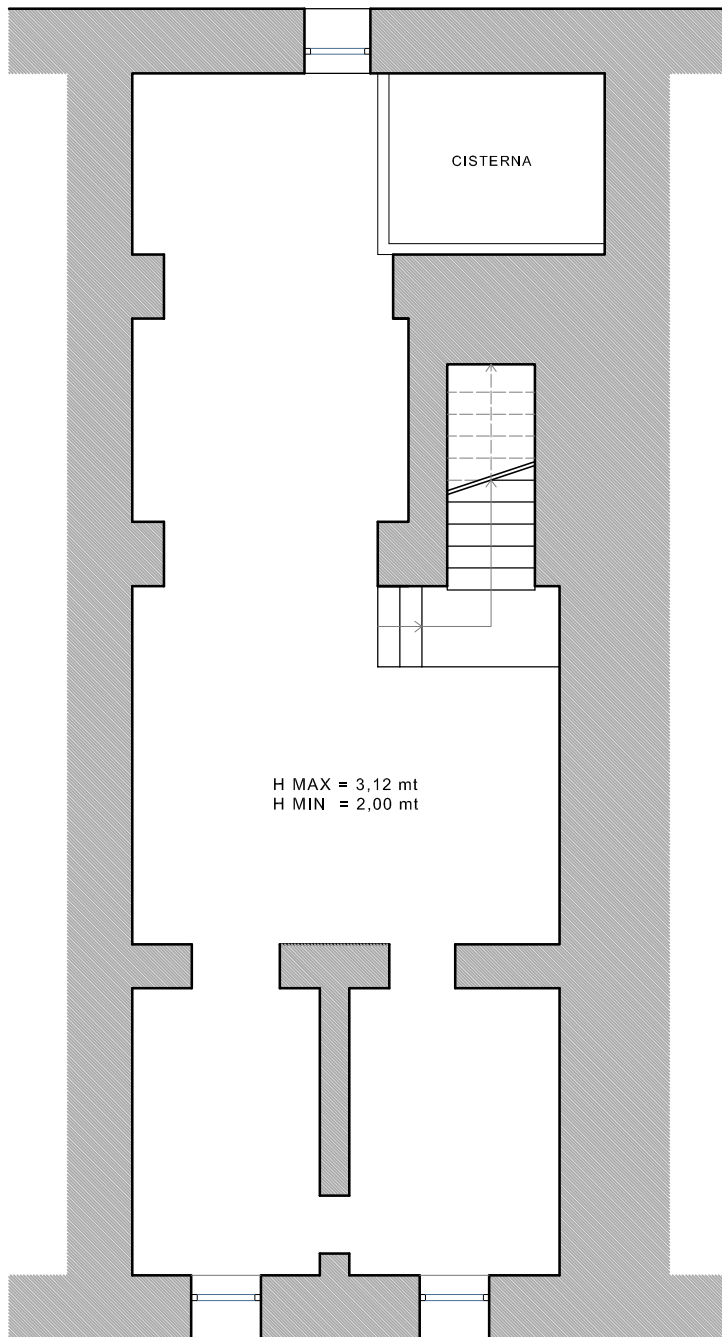 CISTERNA
H MAX = 3,12 mt
H MIN = 2,00 mt